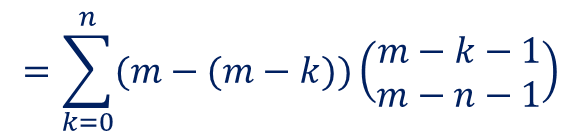 = \sum_{k=0}^{n} (m - (m - k)) \binom{m - k - 1}{m - n - 1}